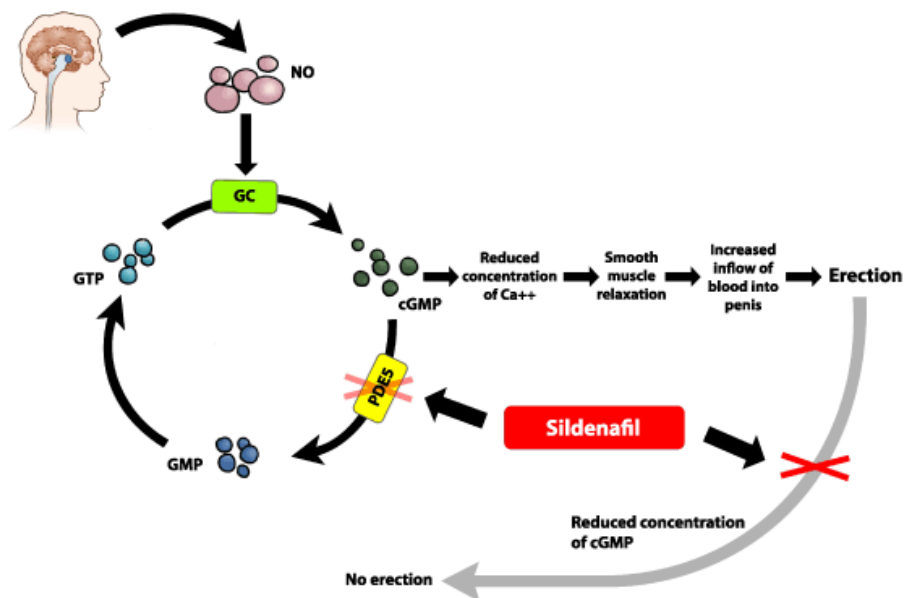 NO
GC
GTP
cGMP
Reduced
concentration
of Ca++
Smooth
muscle
relaxation
Increased
inflow of
blood into
penis
Erection
PDE5
Sildenafil
GMP
Reduced concentration
of cGMP
No erection